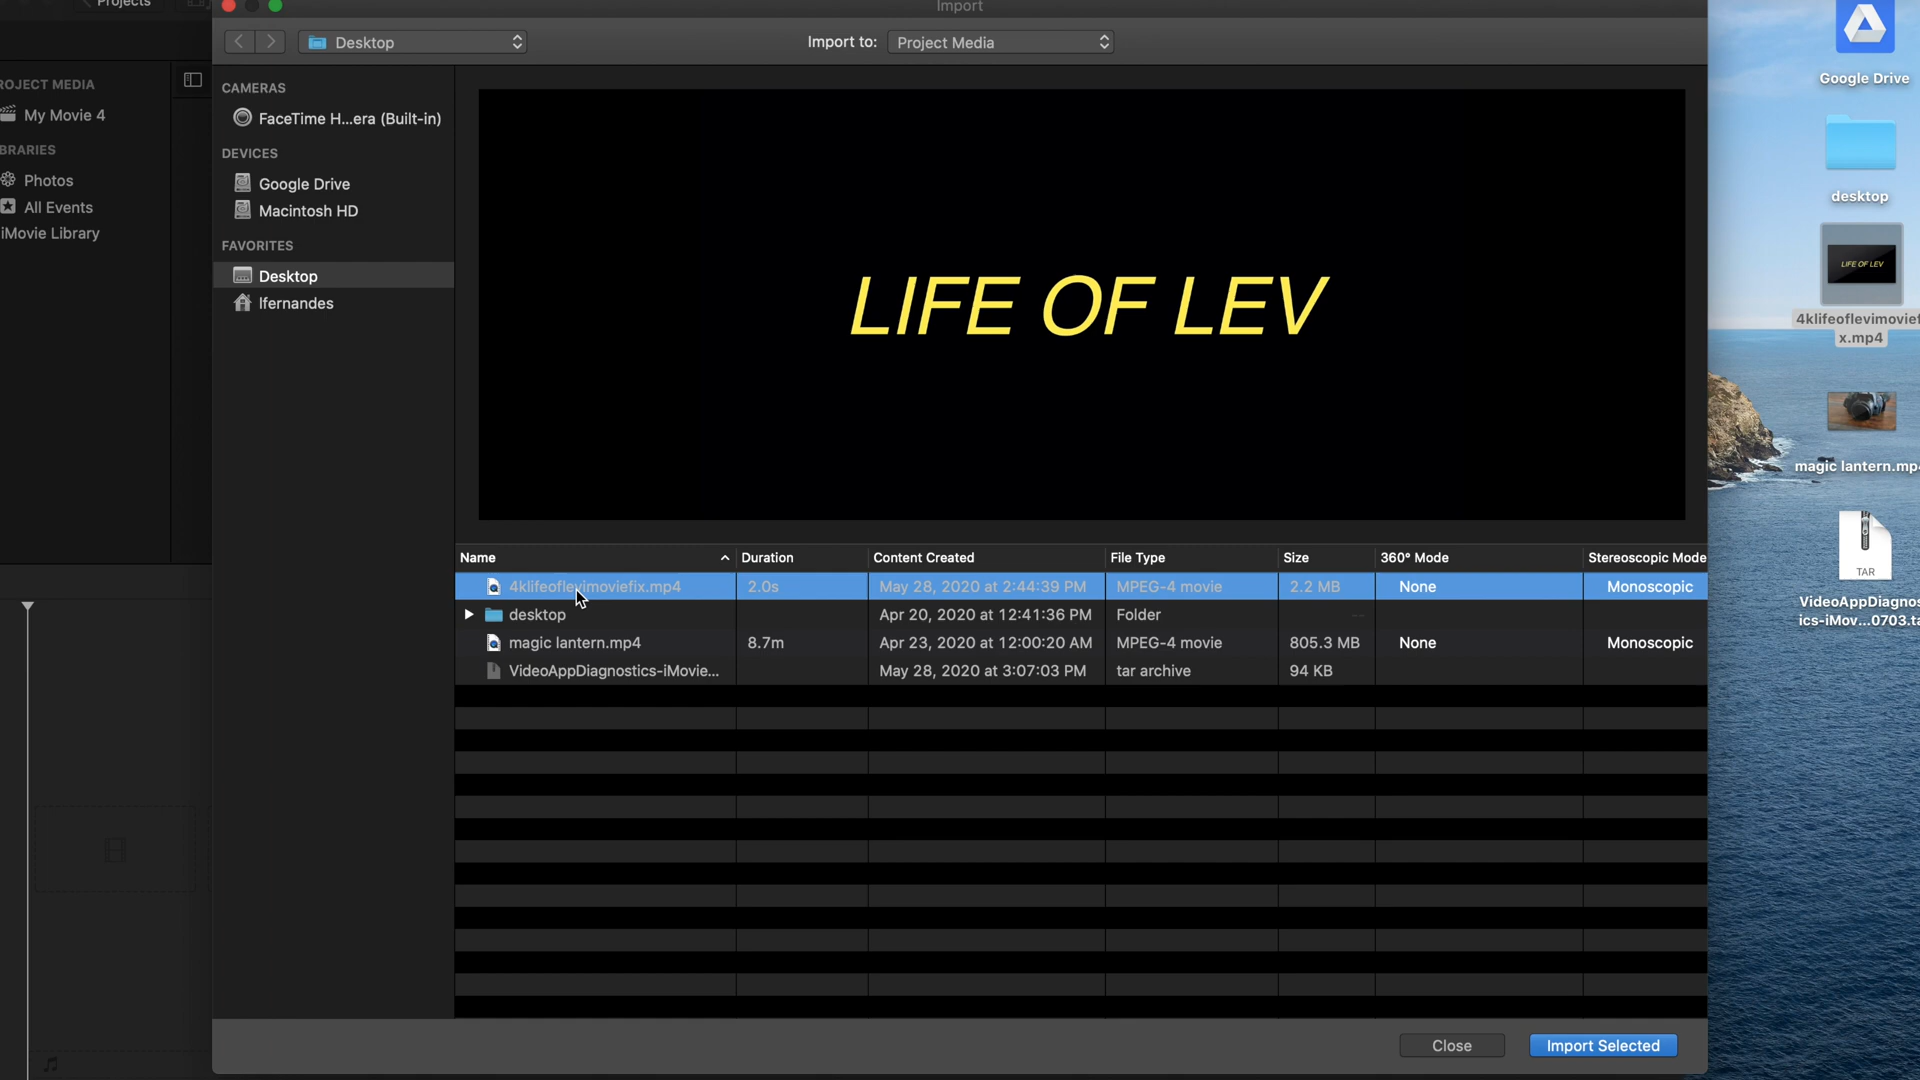 Projects
Import
Desktop
Import to: Project Media
ROJECT MEDIA
My Movie 4
BRARIES
Photos
All Events
iMovie Library
CAMERAS
FaceTime H...era (Built-in)
DEVICES
Google Drive
Macintosh HD
FAVORITES
Desktop
lfernandes
LIFE OF LEV
Name Duration Content Created File Type Size 360° Mode Stereoscopic Mode
4klifeoflevimoviefix.mp4 2.0s May 28, 2020 at 2:44:39 PM MPEG-4 movie 2.2 MB None Monoscopic
desktop Apr 20, 2020 at 12:41:36 PM Folder --
magic lantern.mp4 8.7m Apr 23, 2020 at 12:00:20 AM MPEG-4 movie 805.3 MB None Monoscopic
VideoAppDiagnostics-iMovie... May 28, 2020 at 3:07:03 PM tar archive 94 KB
Close Import Selected
Google Drive
desktop
LIFE OF LEV
4klifeoflevimovief
x.mp4
magic lantern.mp4
TAR
VideoAppDiagnos
ics-iMov...0703.ta